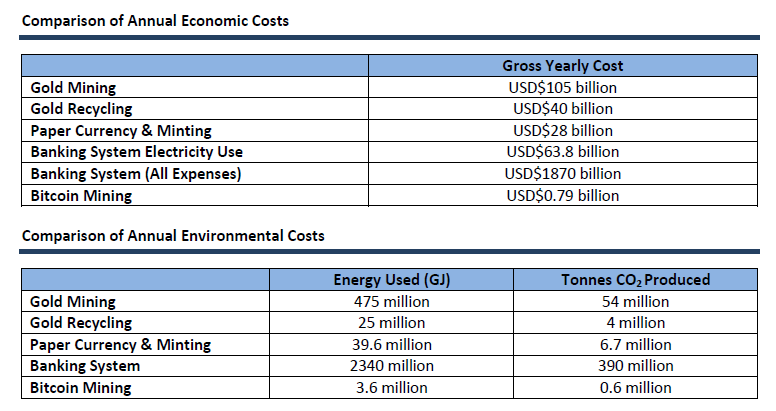 Comparison of Annual Economic Costs
Gross Yearly Cost
Gold Mining USD$105 billion
Gold Recycling USD$40 billion
Paper Currency & Minting USD$28 billion
Banking System Electricity Use USD$63.8 billion
Banking System (All Expenses) USD$1870 billion
Bitcoin Mining USD$0.79 billion
Comparison of Annual Environmental Costs
Energy Used (GJ) Tonnes CO₂ Produced
Gold Mining 475 million 54 million
Gold Recycling 25 million 4 million
Paper Currency & Minting 39.6 million 6.7 million
Banking System 2340 million 390 million
Bitcoin Mining 3.6 million 0.6 million